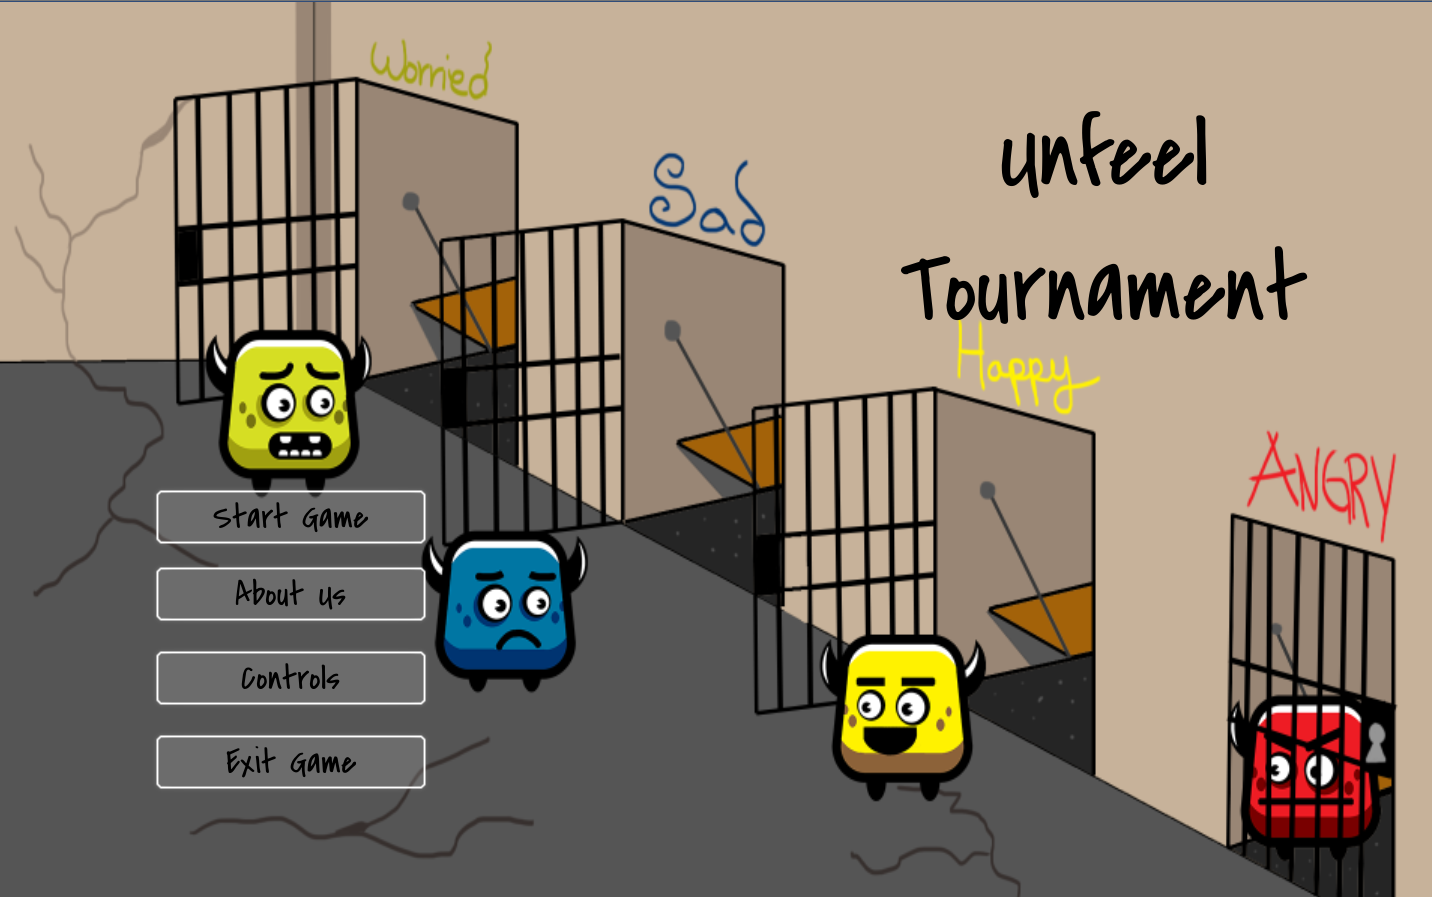 Worried
Sad
unfeel
Tournament
Happy
ANGRY
Start Game
About us
Controls
Exit Game